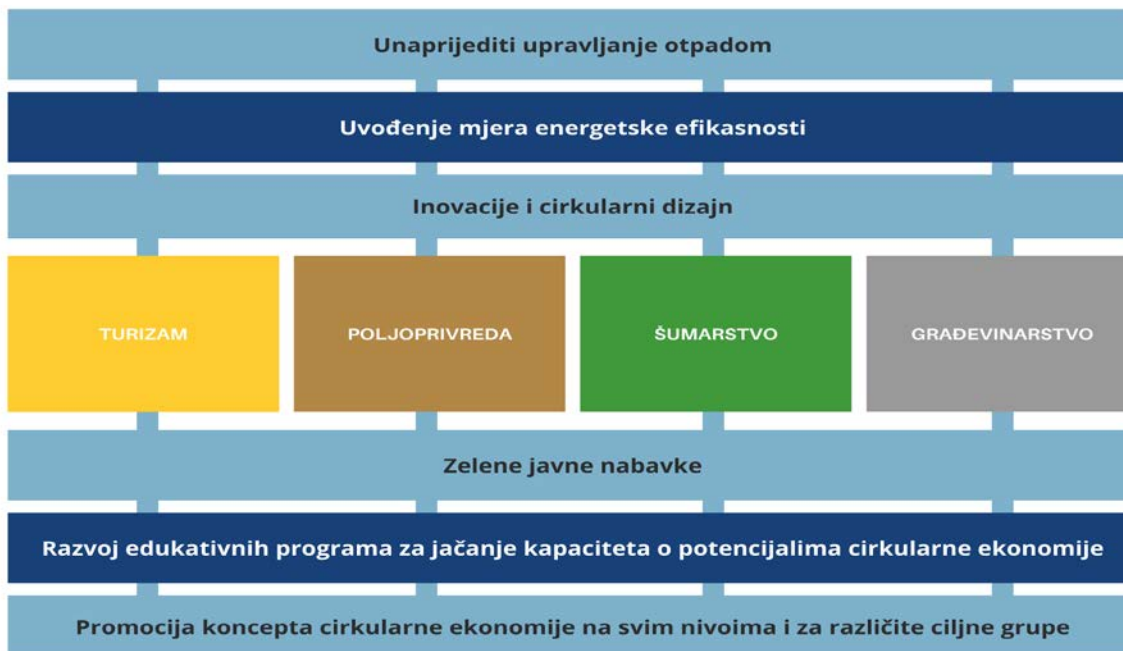 Unaprijediti upravljanje otpadom
Uvođenje mjera energetske efikasnosti
Inovacije i cirkularni dizajn
TURIZAM
POLJOPRIVREDA
ŠUMARSTVO
GRAĐEVINARSTVO
Zelene javne nabavke
Razvoj edukativnih programa za jačanje kapaciteta o potencijalima cirkularne ekonomije
Promocija koncepta cirkularne ekonomije na svim nivoima i za različite ciljne grupe